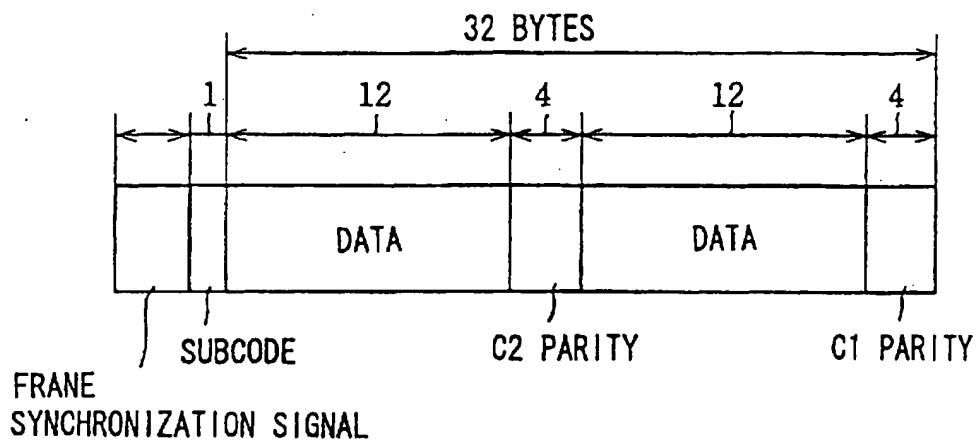 32 BYTES
1 12 4 12 4
DATA DATA
SUBCODE C2 PARITY C1 PARITY
FRANE
SYNCHRONIZATION SIGNAL